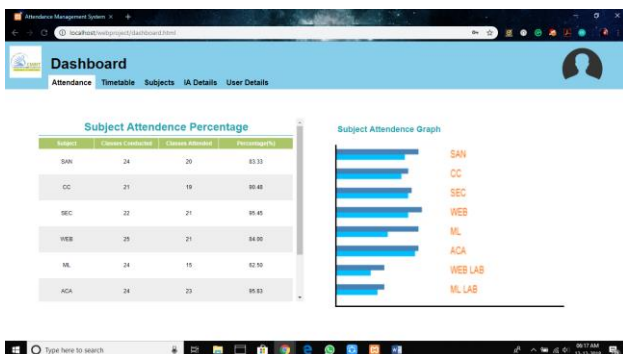 Attendance Management System
localhost/webproject/dashboard.html
Dashboard
Attendance Timetable Subjects IA Details User Details
Subject Attendence Percentage
Subject Classes Conducted Classes Attended Percentage(%)
SAN 24 20 83.33
CC 21 19 90.48
SEC 22 21 95.45
WEB 25 21 84.00
ML 24 15 62.50
ACA 24 23 95.83
Subject Attendence Graph
SAN
CC
SEC
WEB
ML
ACA
WEB LAB
ML LAB
Type here to search
06:17 AM